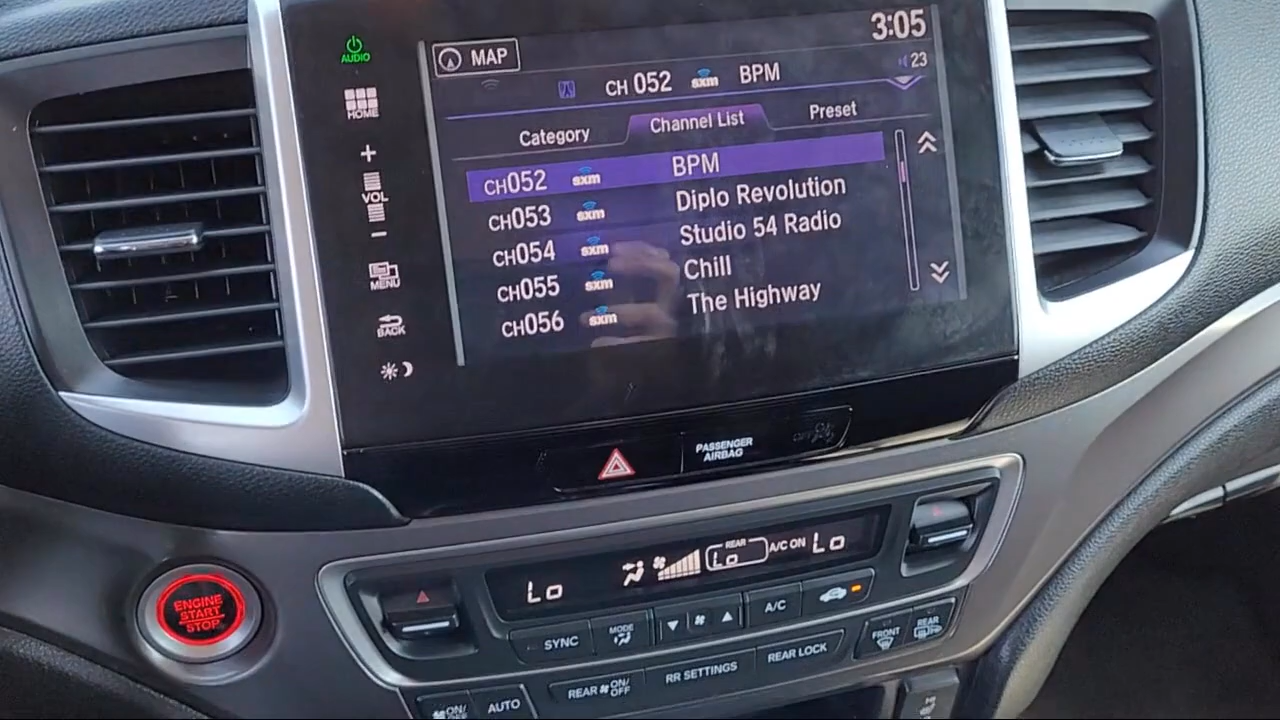 AUDIO
HOME
+
VOL
−
MENU
BACK
MAP
3:05
CH 052 sxm BPM
23
Category Channel List Preset
CH052 sxm BPM
CH053 sxm Diplo Revolution
CH054 sxm Studio 54 Radio
CH055 sxm Chill
CH056 sxm The Highway
PASSENGER
AIRBAG
ENGINE
START
STOP
Lo
REAR
Lo
A/C ON
Lo
SYNC
MODE
A/C
FRONT
REAR
ON/
OFF
AUTO
REAR ON/
OFF
RR SETTINGS
REAR LOCK